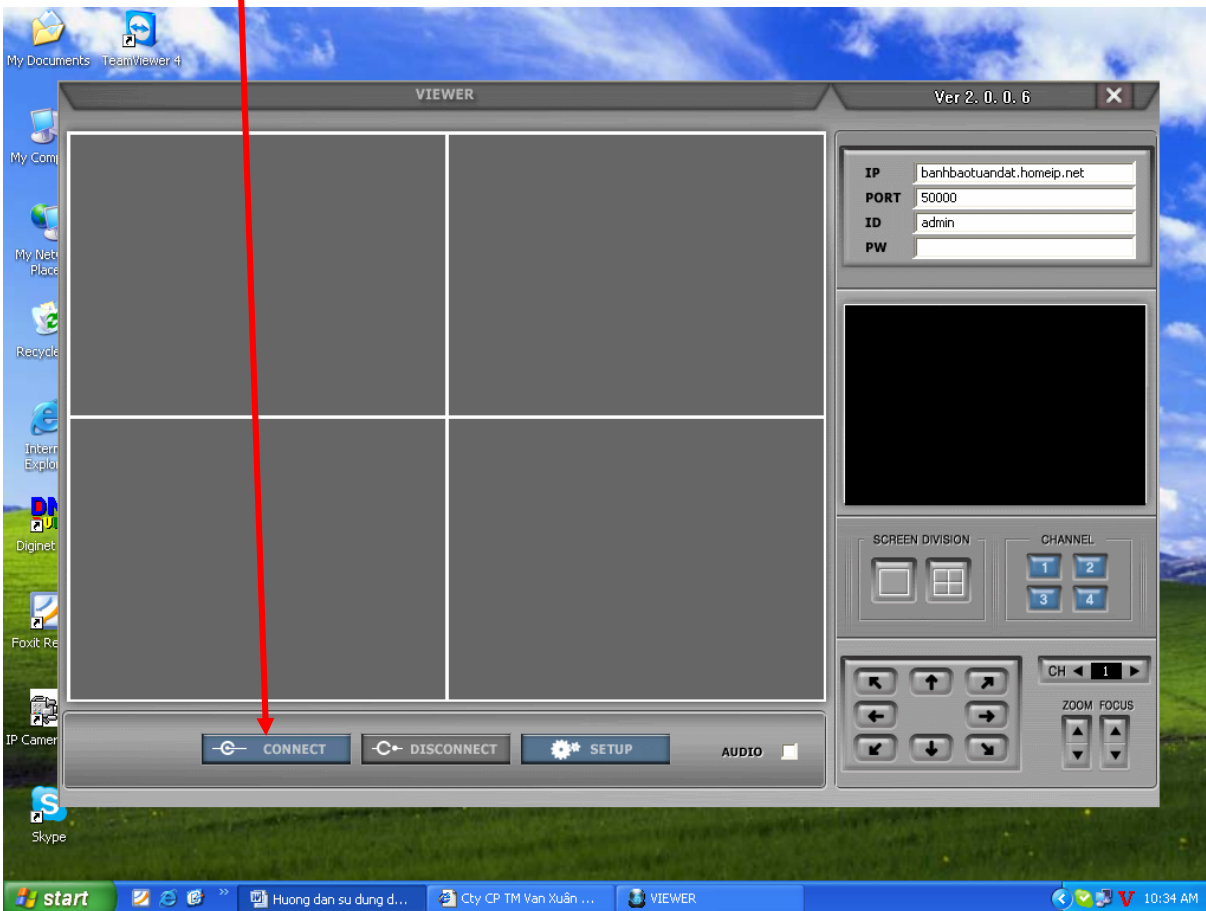 My Documents
TeamViewer 4
VIEWER
Ver 2. 0. 0. 6
My Comp
IP banhbaotuandat.homeip.net
PORT 50000
ID admin
PW
My Net
Place
Recycle
Intern
Explo
SCREEN DIVISION
CHANNEL
1 2
3 4
DN
Diginet
Foxit Re
CH 1
ZOOM FOCUS
IP Camer
CONNECT
DISCONNECT
SETUP
AUDIO
S
Skype
start
Huong dan su dung d...
Cty CP TM Van Xuân ...
VIEWER
V
10:34 AM